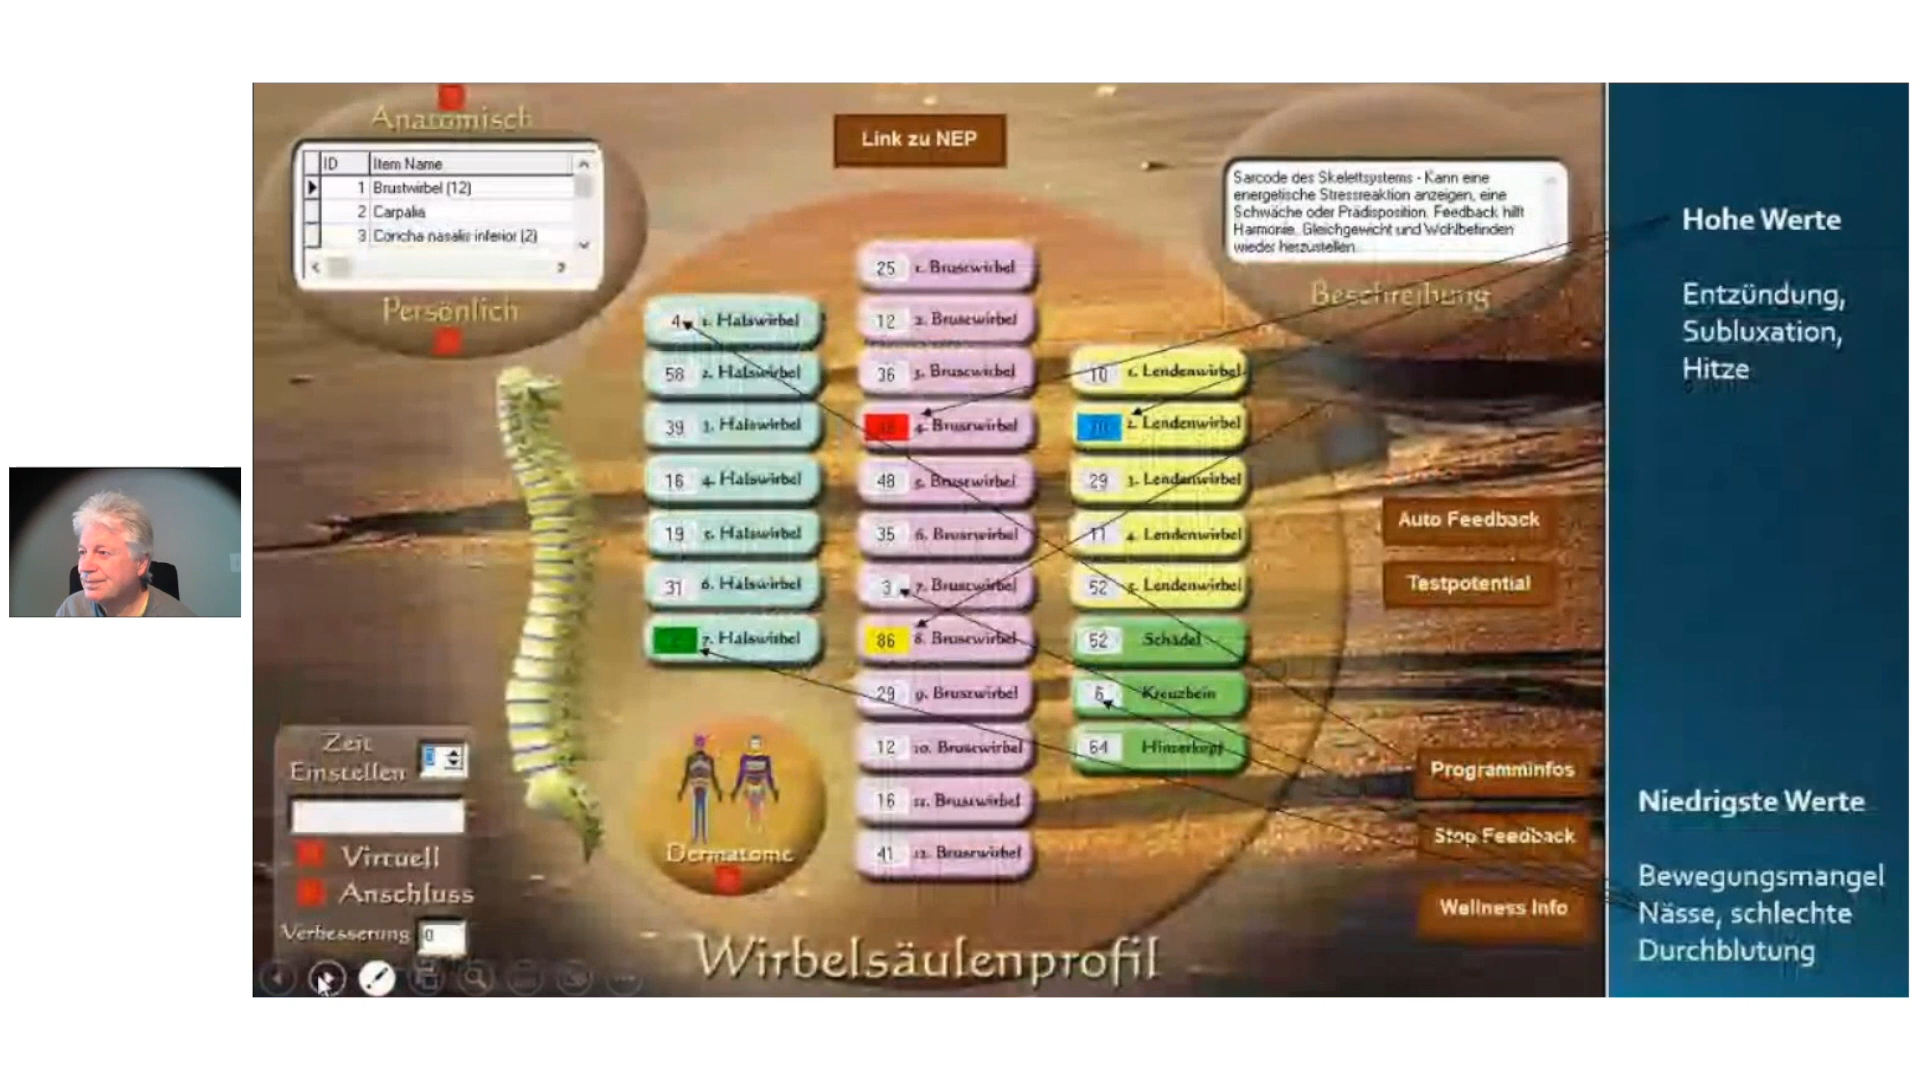 Anatomisch
ID Item Name
1 Brustwirbel (12)
2 Carpalia
3 Concha nasalis inferior (2)
Persönlich
Link zu NEP
Sarcode des Skelettsystems - Kann eine
energetische Stressreaktion anzeigen, eine
Schwäche oder Prädisposition. Feedback hilft
Harmonie, Gleichgewicht und Wohlbefinden
wieder herzustellen.
Beschreibung
4 1. Halswirbel
58 2. Halswirbel
39 3. Halswirbel
16 4. Halswirbel
19 5. Halswirbel
31 6. Halswirbel
7. Halswirbel
25 1. Brustwirbel
12 2. Brustwirbel
36 3. Brustwirbel
4. Brustwirbel
48 5. Brustwirbel
35 6. Brustwirbel
3 7. Brustwirbel
86 8. Brustwirbel
29 9. Brustwirbel
12 10. Brustwirbel
16 11. Brustwirbel
41 12. Brustwirbel
10 1. Lendenwirbel
2. Lendenwirbel
29 3. Lendenwirbel
11 4. Lendenwirbel
52 5. Lendenwirbel
52 Schädel
6 Kreuzbein
64 Hinterkopf
Auto Feedback
Testpotential
Programminfos
Stop Feedback
Wellness Info
Zeit
Einstellen
Virtuell
Anschluss
Verbesserung 0
Dermatome
Wirbelsäulenprofil
Hohe Werte
Entzündung,
Subluxation,
Hitze
Niedrigste Werte
Bewegungsmangel
Nässe, schlechte
Durchblutung